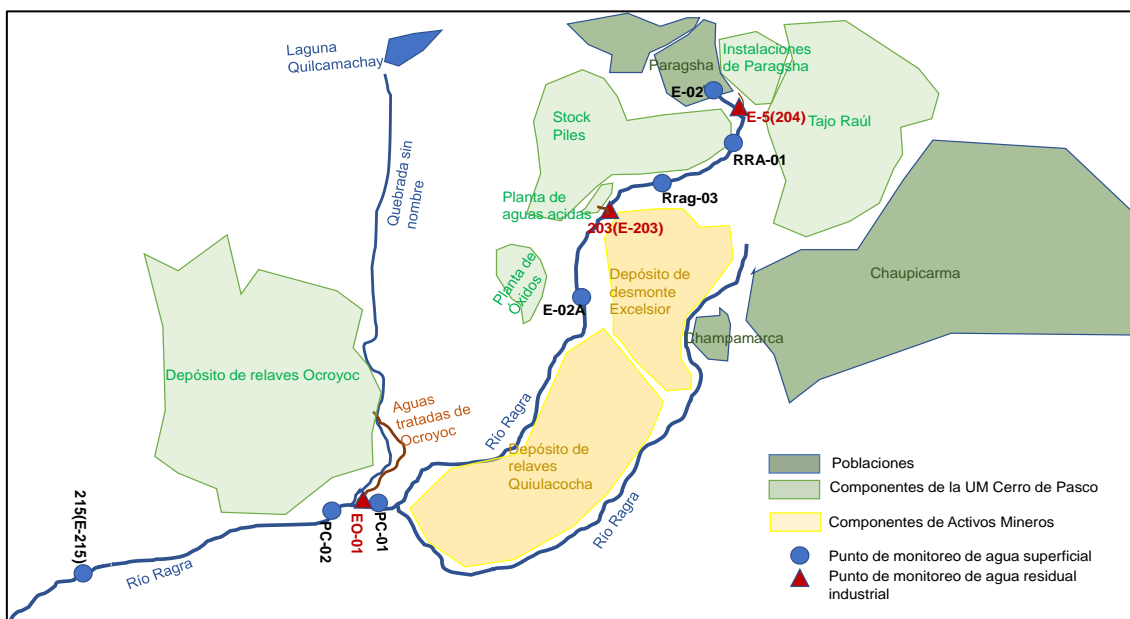 Laguna
Quilcamachay
Paragsha
Instalaciones
de Paragsha
E-02
E-5(204)
Tajo Raúl
Stock
Piles
RRA-01
Quebrada sin
nombre
Planta de
aguas acidas
Rrag-03
203(E-203)
Planta de
Óxidos
Depósito de
desmonte
Excelsior
Chaupicarma
E-02A
Champamarca
Depósito de relaves Ocroyoc
Aguas
tratadas de
Ocroyoc
Río Ragra
Depósito de
relaves
Quiulacocha
Río Ragra
215(E-215)
Río Ragra
PC-02
EO-01
PC-01
Poblaciones
Componentes de la UM Cerro de Pasco
Componentes de Activos Mineros
Punto de monitoreo de agua superficial
Punto de monitoreo de agua residual
industrial